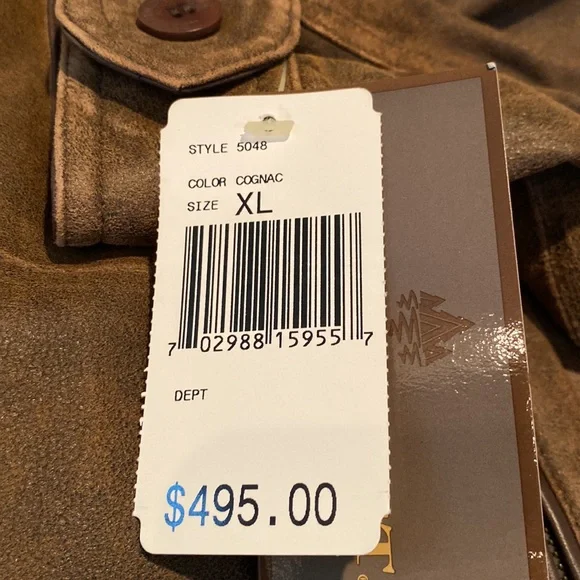 STYLE 5048
COLOR COGNAC
SIZE XL
7 02988 15955 7
DEPT
$495.00